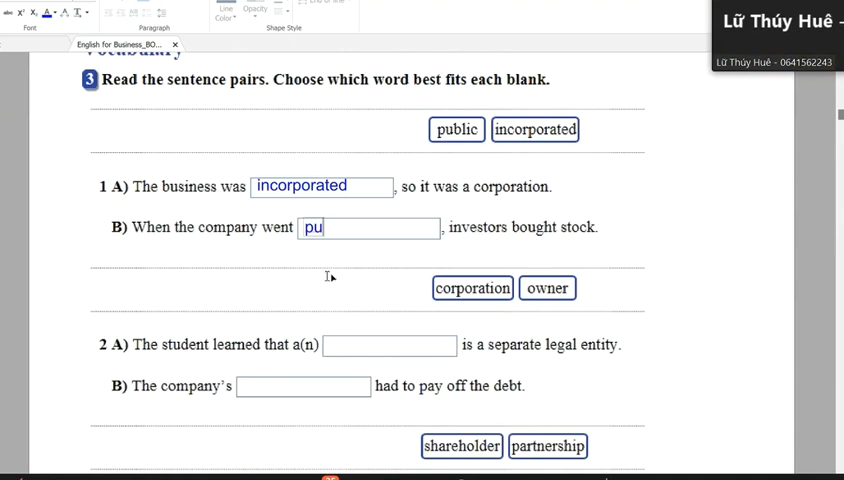 Line
Color
Opacity
Font
Paragraph
Shape Style
Lữ Thúy Huê -
Lữ Thúy Huê - 0641562243
English for Business_BO... ×
Vocabulary
3 Read the sentence pairs. Choose which word best fits each blank.
public incorporated
1 A) The business was incorporated, so it was a corporation.
B) When the company went pu, investors bought stock.
corporation owner
2 A) The student learned that a(n) is a separate legal entity.
B) The company's had to pay off the debt.
shareholder partnership